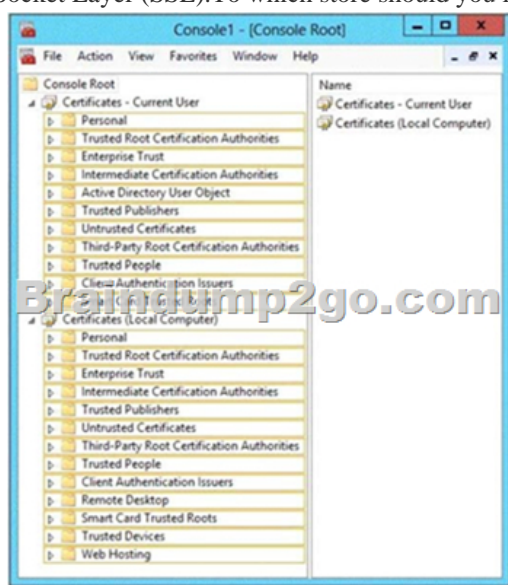 Socket Layer (SSL).To which store should you
Console1 - [Console Root]
File Action View Favorites Window Help
Console Root
Certificates - Current User
Personal
Trusted Root Certification Authorities
Enterprise Trust
Intermediate Certification Authorities
Active Directory User Object
Trusted Publishers
Untrusted Certificates
Third-Party Root Certification Authorities
Trusted People
Client Authentication Issuers
Smart Card Trusted Roots
Certificates (Local Computer)
Personal
Trusted Root Certification Authorities
Enterprise Trust
Intermediate Certification Authorities
Trusted Publishers
Untrusted Certificates
Third-Party Root Certification Authorities
Trusted People
Client Authentication Issuers
Remote Desktop
Smart Card Trusted Roots
Trusted Devices
Web Hosting
Name
Certificates - Current User
Certificates (Local Computer)
Braindump2go.com